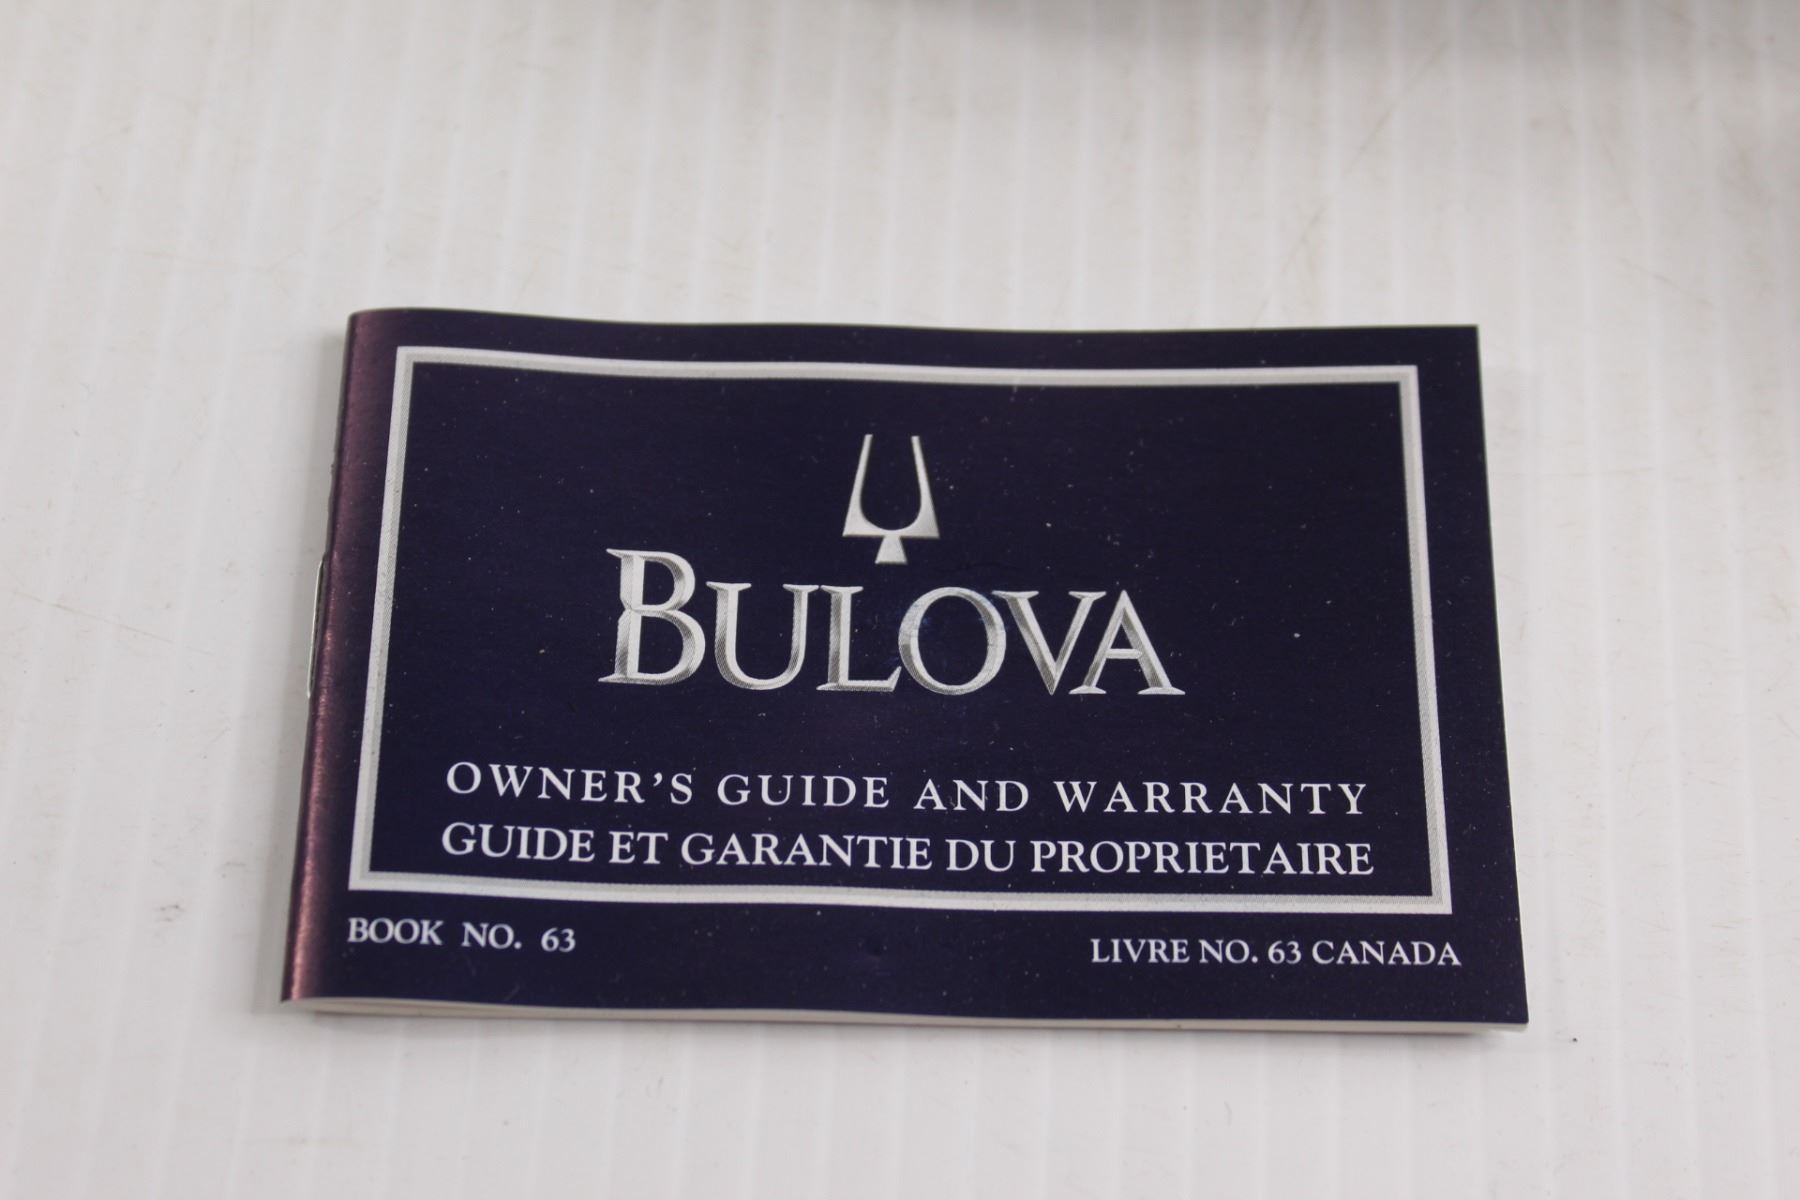 BULOVA
OWNER'S GUIDE AND WARRANTY
GUIDE ET GARANTIE DU PROPRIETAIRE
BOOK NO. 63
LIVRE NO. 63 CANADA